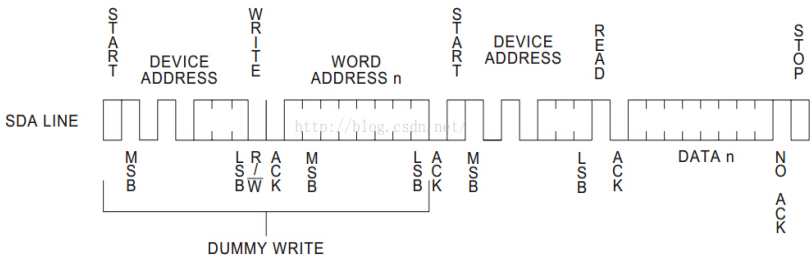 START
WRITE
START
READ
STOP
DEVICE
ADDRESS
WORD
ADDRESS n
DEVICE
ADDRESS
SDA LINE
http://blog.csdn.net/
MSB
LSB
R/W
ACK
MSB
LSB
ACK
MSB
LSB
ACK
DATA n
NO ACK
DUMMY WRITE